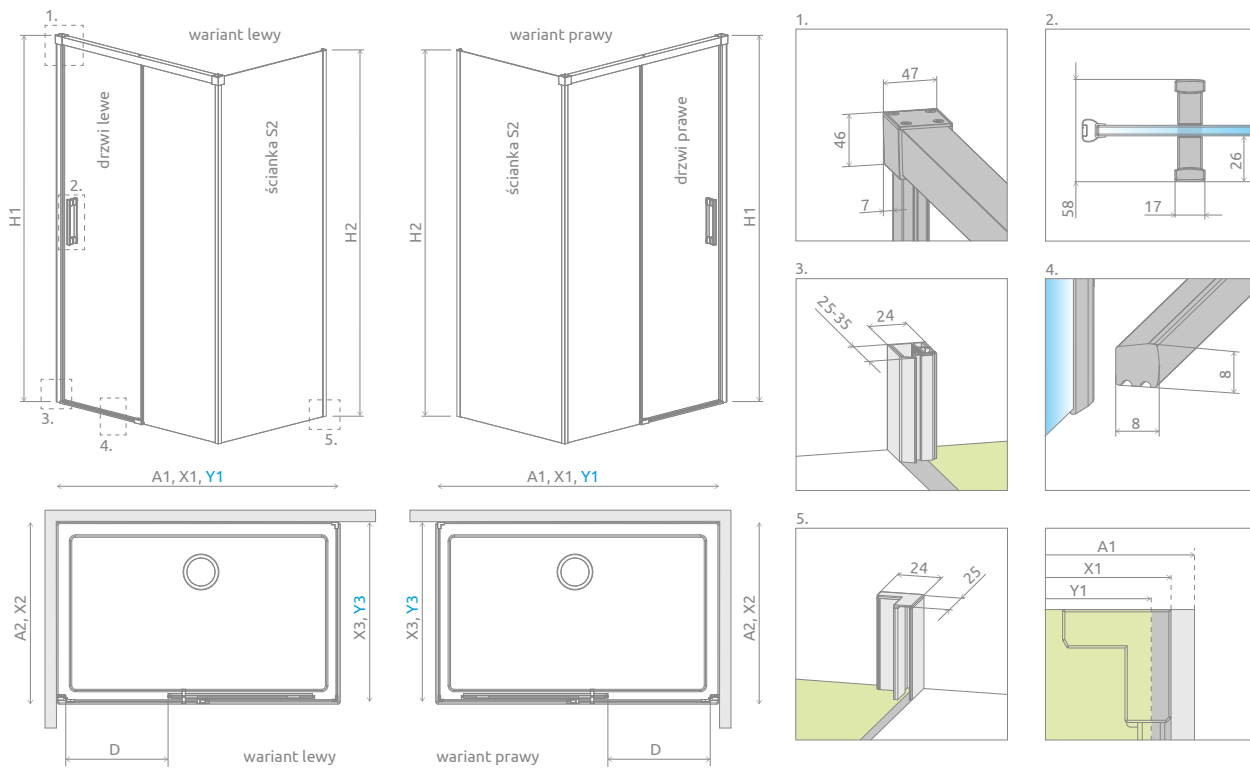 1.
wariant lewy
drzwi lewe
ścianka S2
2.
H1
H2
3.
4.
5.
wariant prawy
ścianka S2
drzwi prawe
H2
H1
A1, X1, Y1
A2, X2
X3, Y3
D
wariant lewy
A1, X1, Y1
X3, Y3
A2, X2
D
wariant prawy
1.
47
46
7
2.
58
17
26
3.
25-35
24
4.
8
8
5.
24
25
A1
X1
Y1